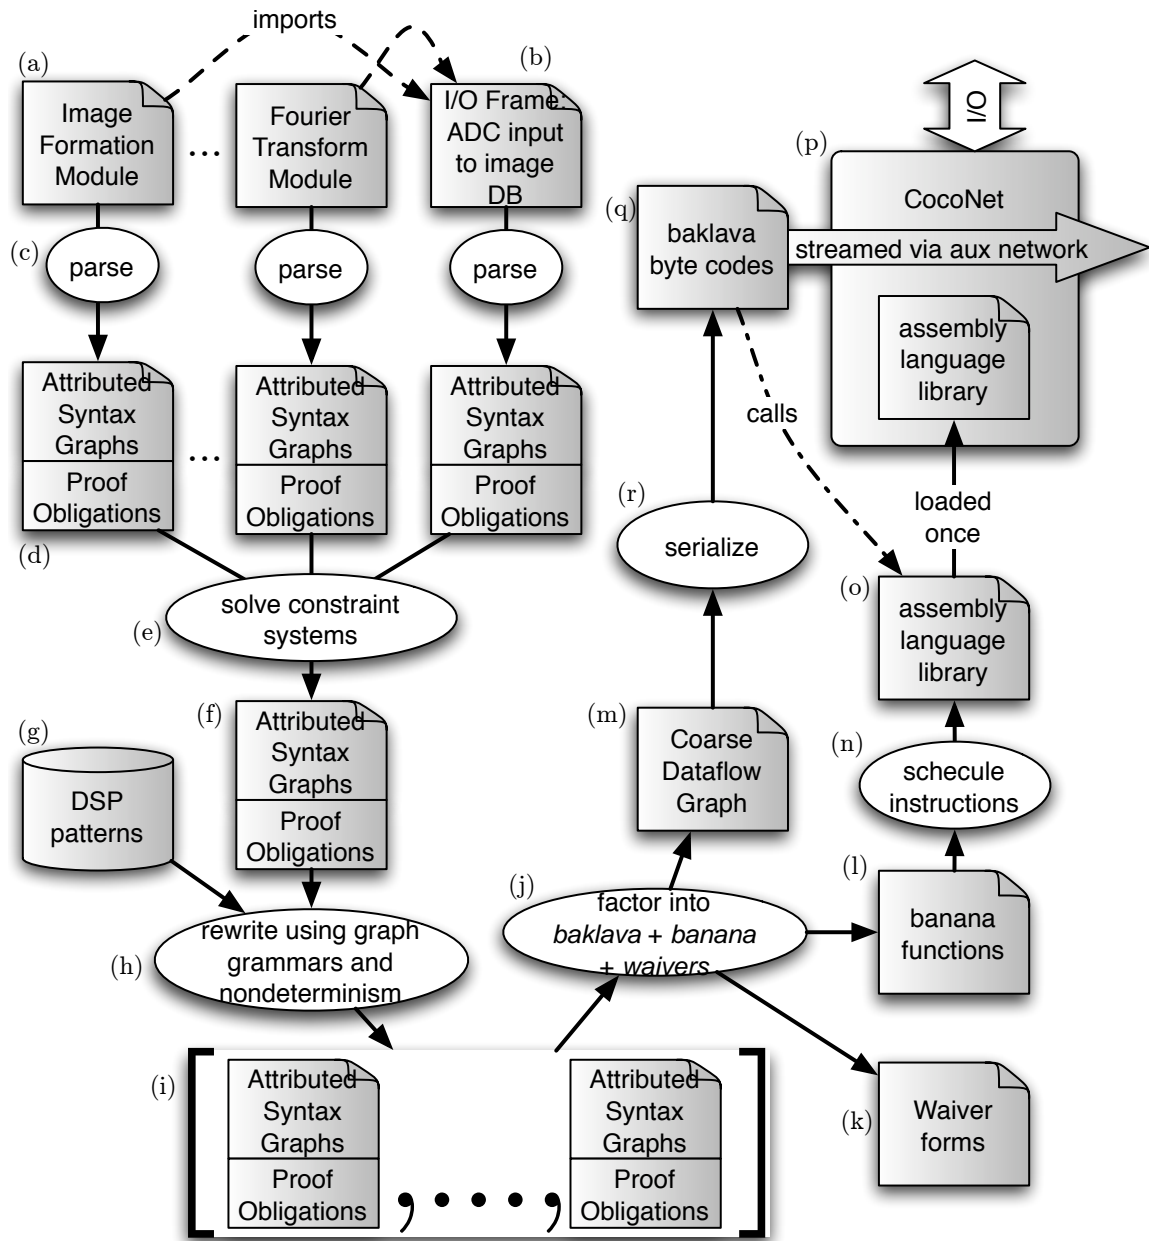 imports
(a)
(b)
Image
Formation
Module
...
Fourier
Transform
Module
I/O Frame:
ADC input
to image
DB
(c)
parse
parse
parse
Attributed
Syntax
Graphs
Proof
Obligations
...
Attributed
Syntax
Graphs
Proof
Obligations
Attributed
Syntax
Graphs
Proof
Obligations
(d)
(e)
solve constraint
systems
(f)
Attributed
Syntax
Graphs
Proof
Obligations
(g)
DSP
patterns
(h)
rewrite using graph
grammars and
nondeterminism
(i)
Attributed
Syntax
Graphs
Proof
Obligations
, • • • • ,
Attributed
Syntax
Graphs
Proof
Obligations
(j)
factor into
baklava + banana
+ waivers
(k)
Waiver
forms
(l)
banana
functions
(m)
Coarse
Dataflow
Graph
(n)
schecule
instructions
(o)
assembly
language
library
loaded
once
(p)
I/O
CocoNet
streamed via aux network
assembly
language
library
(q)
baklava
byte codes
calls
(r)
serialize